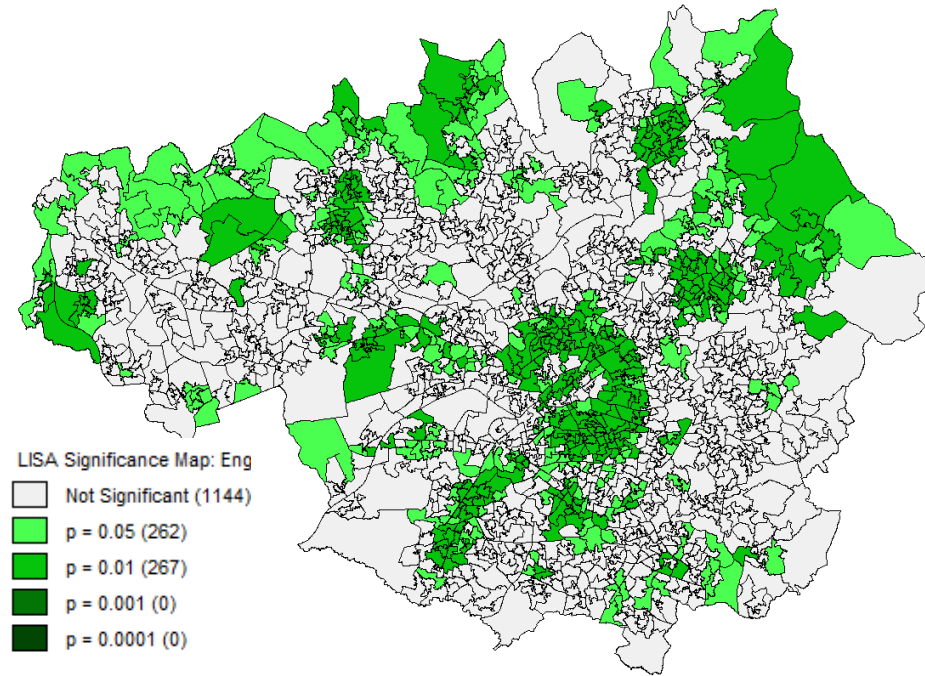 LISA Significance Map: Eng
Not Significant (1144)
p = 0.05 (262)
p = 0.01 (267)
p = 0.001 (0)
p = 0.0001 (0)